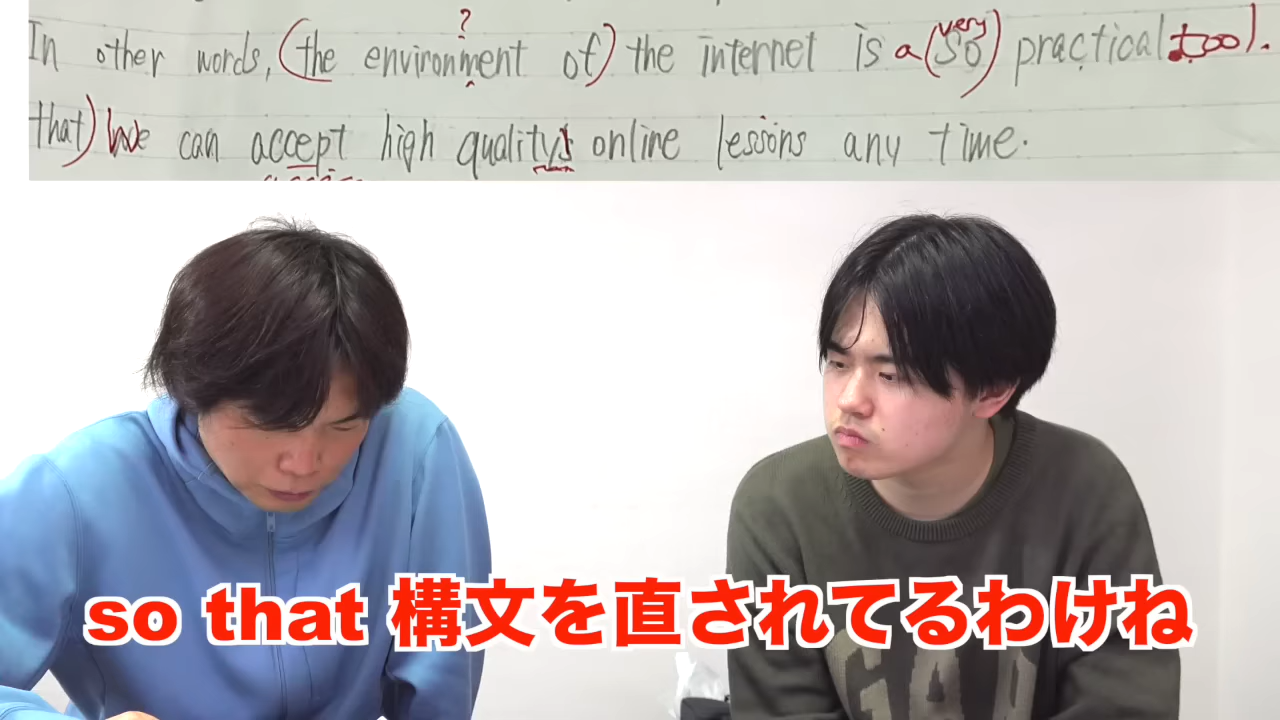 ?
very
In other words, (the environment of) the internet is a (so) practical tool.
that) We can accept high qualitys online lessons any time.
so that 構文を直されてるわけね